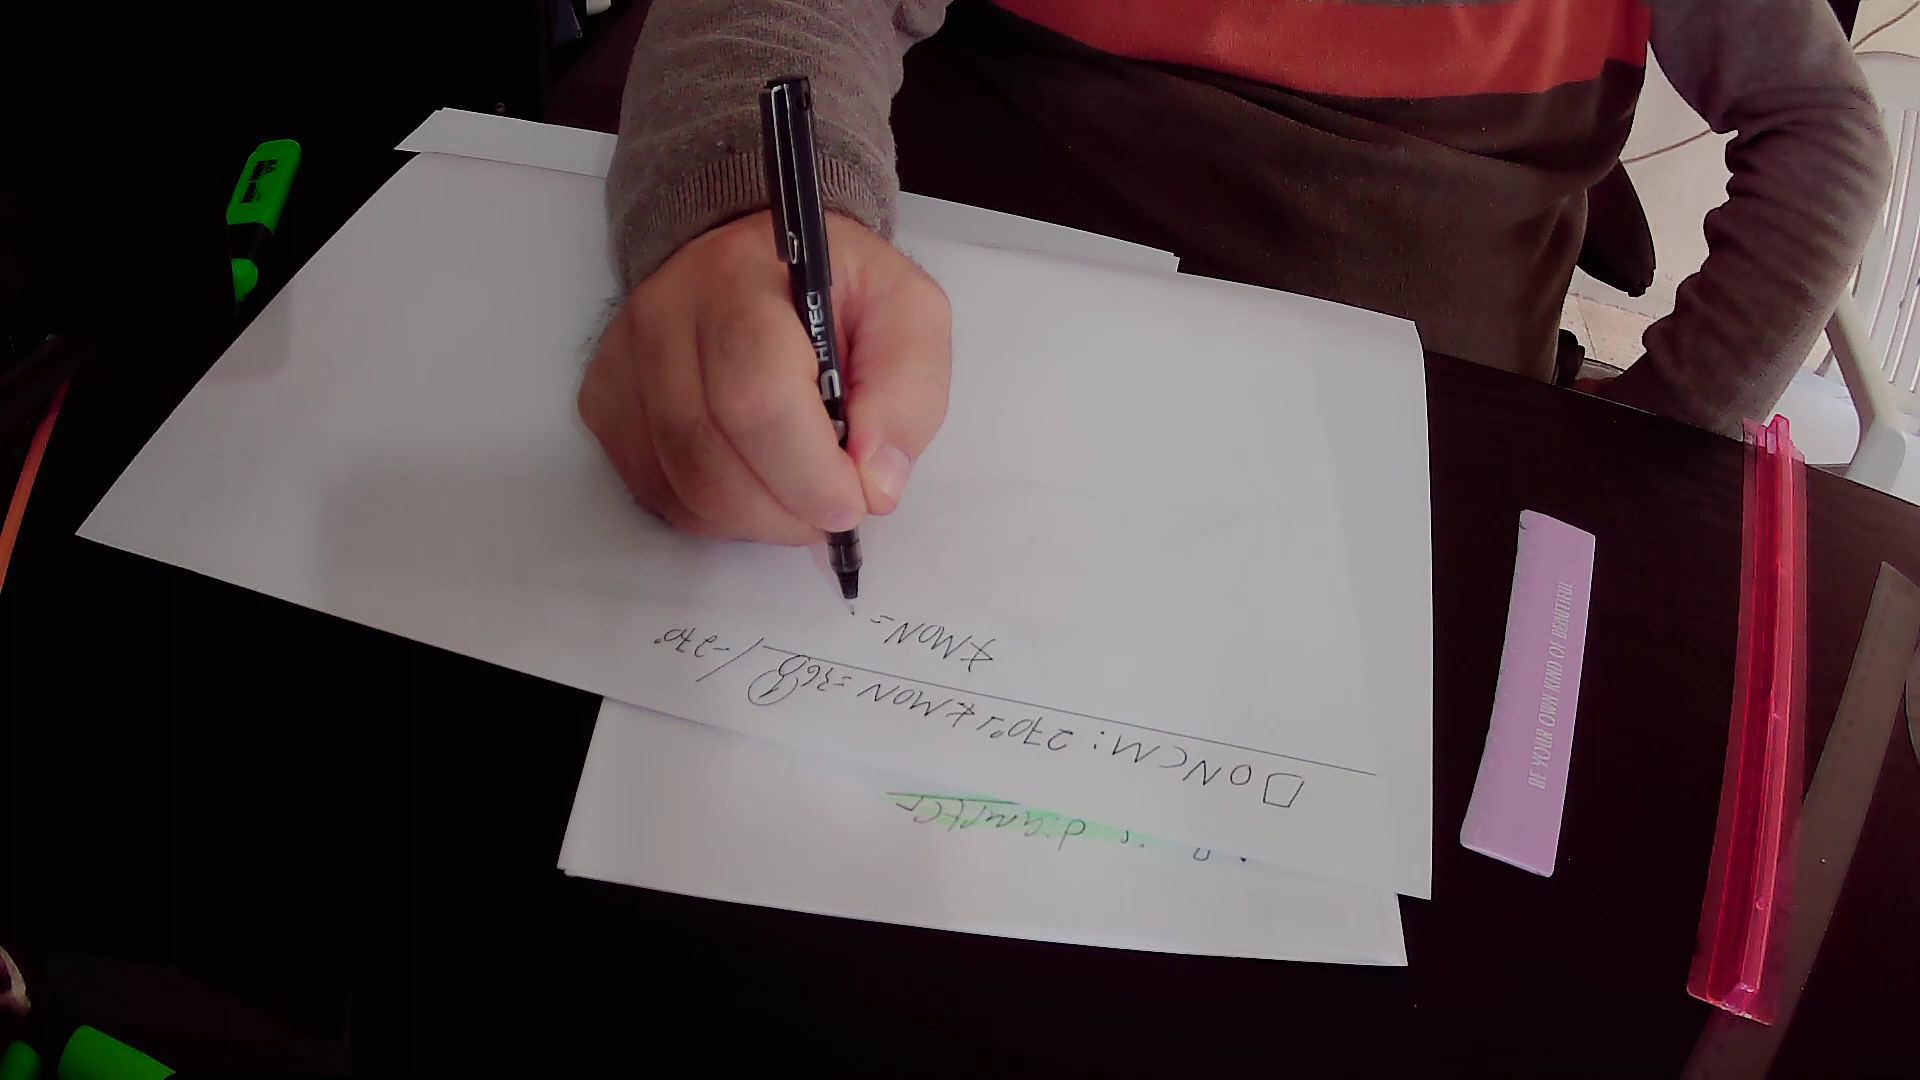 diameter
□ ONCM: 270° + ∡MON = 360° / -270°
∡MON =
HI-TEC
BE YOUR OWN KIND OF BEAUTIFUL